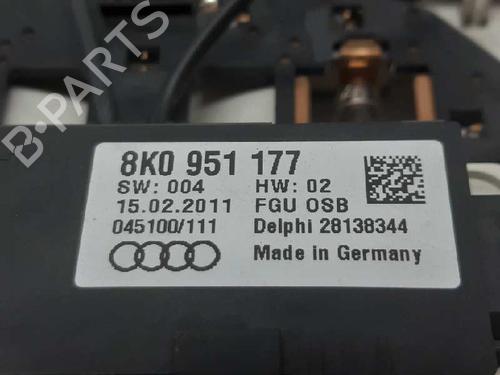 8K0 951 177
SW: 004 HW: 02
15.02.2011 FGU OSB
045100/111 Delphi 28138344
Made in Germany